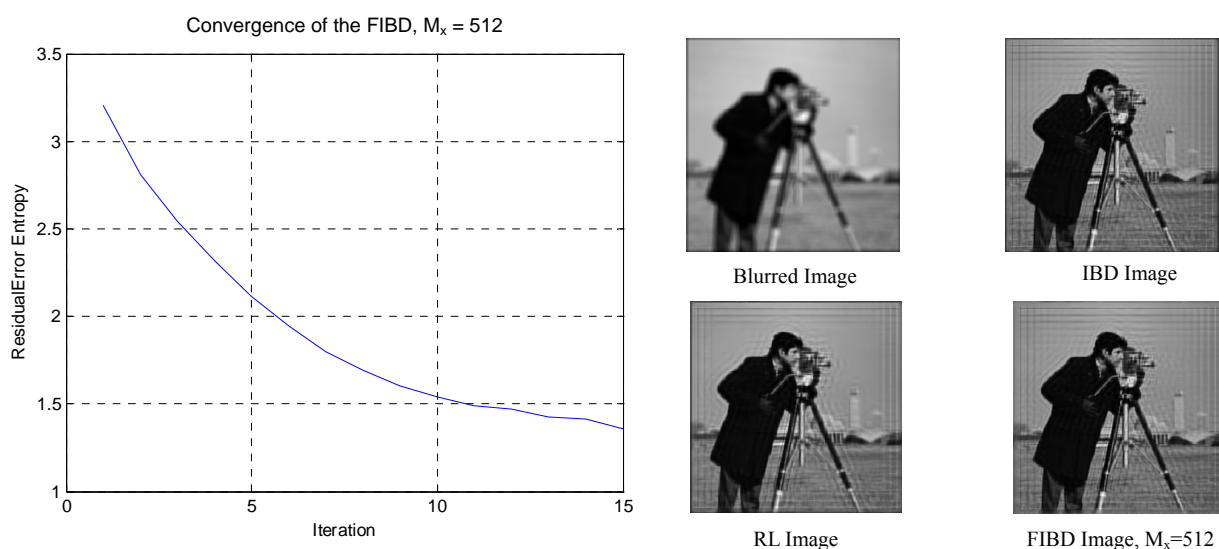 Convergence of the FIBD, Mₓ = 512
3.5
3
2.5
2
1.5
1
0
5
10
15
ResidualError Entropy
Iteration
Blurred Image
IBD Image
RL Image
FIBD Image, Mₓ=512